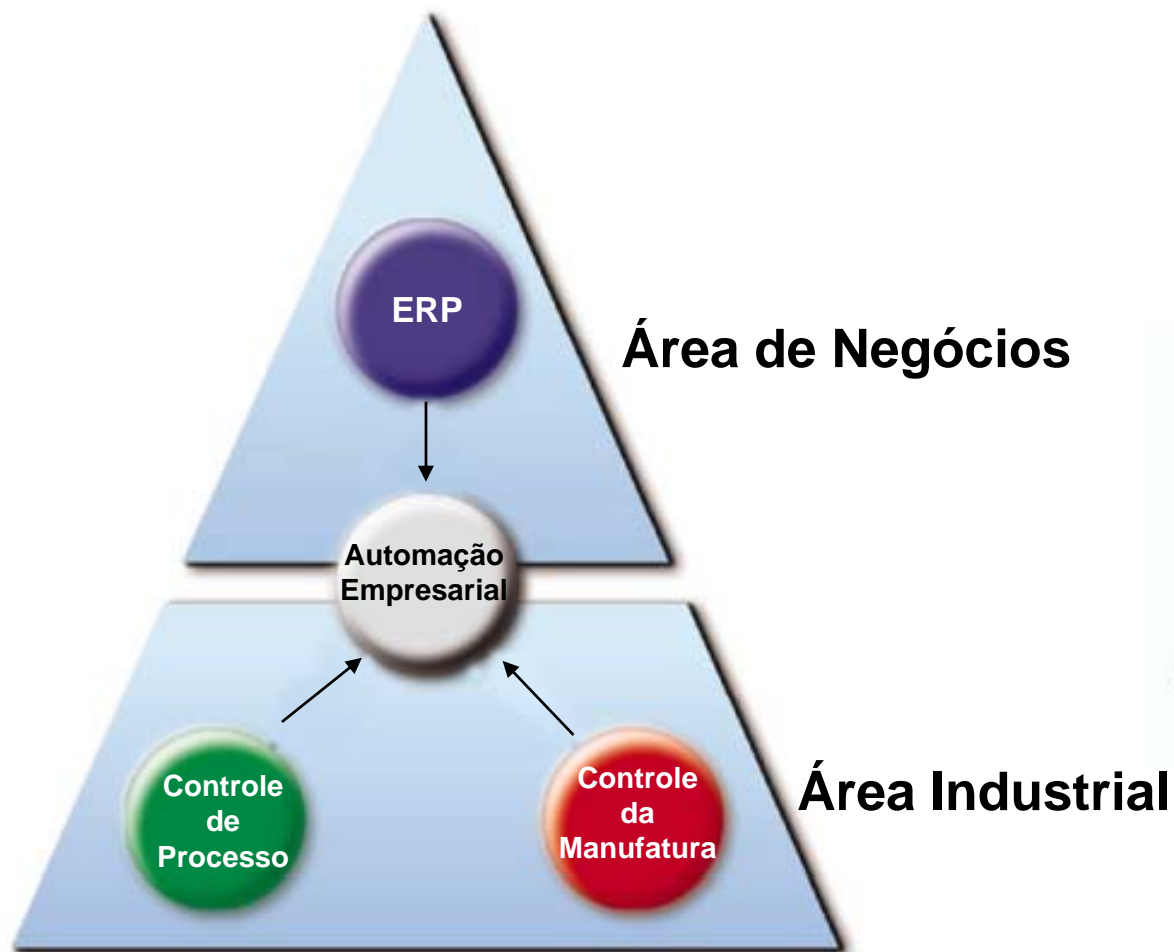 ERP
Área de Negócios
Automação
Empresarial
Controle
de
Processo
Controle
da
Manufatura
Área Industrial